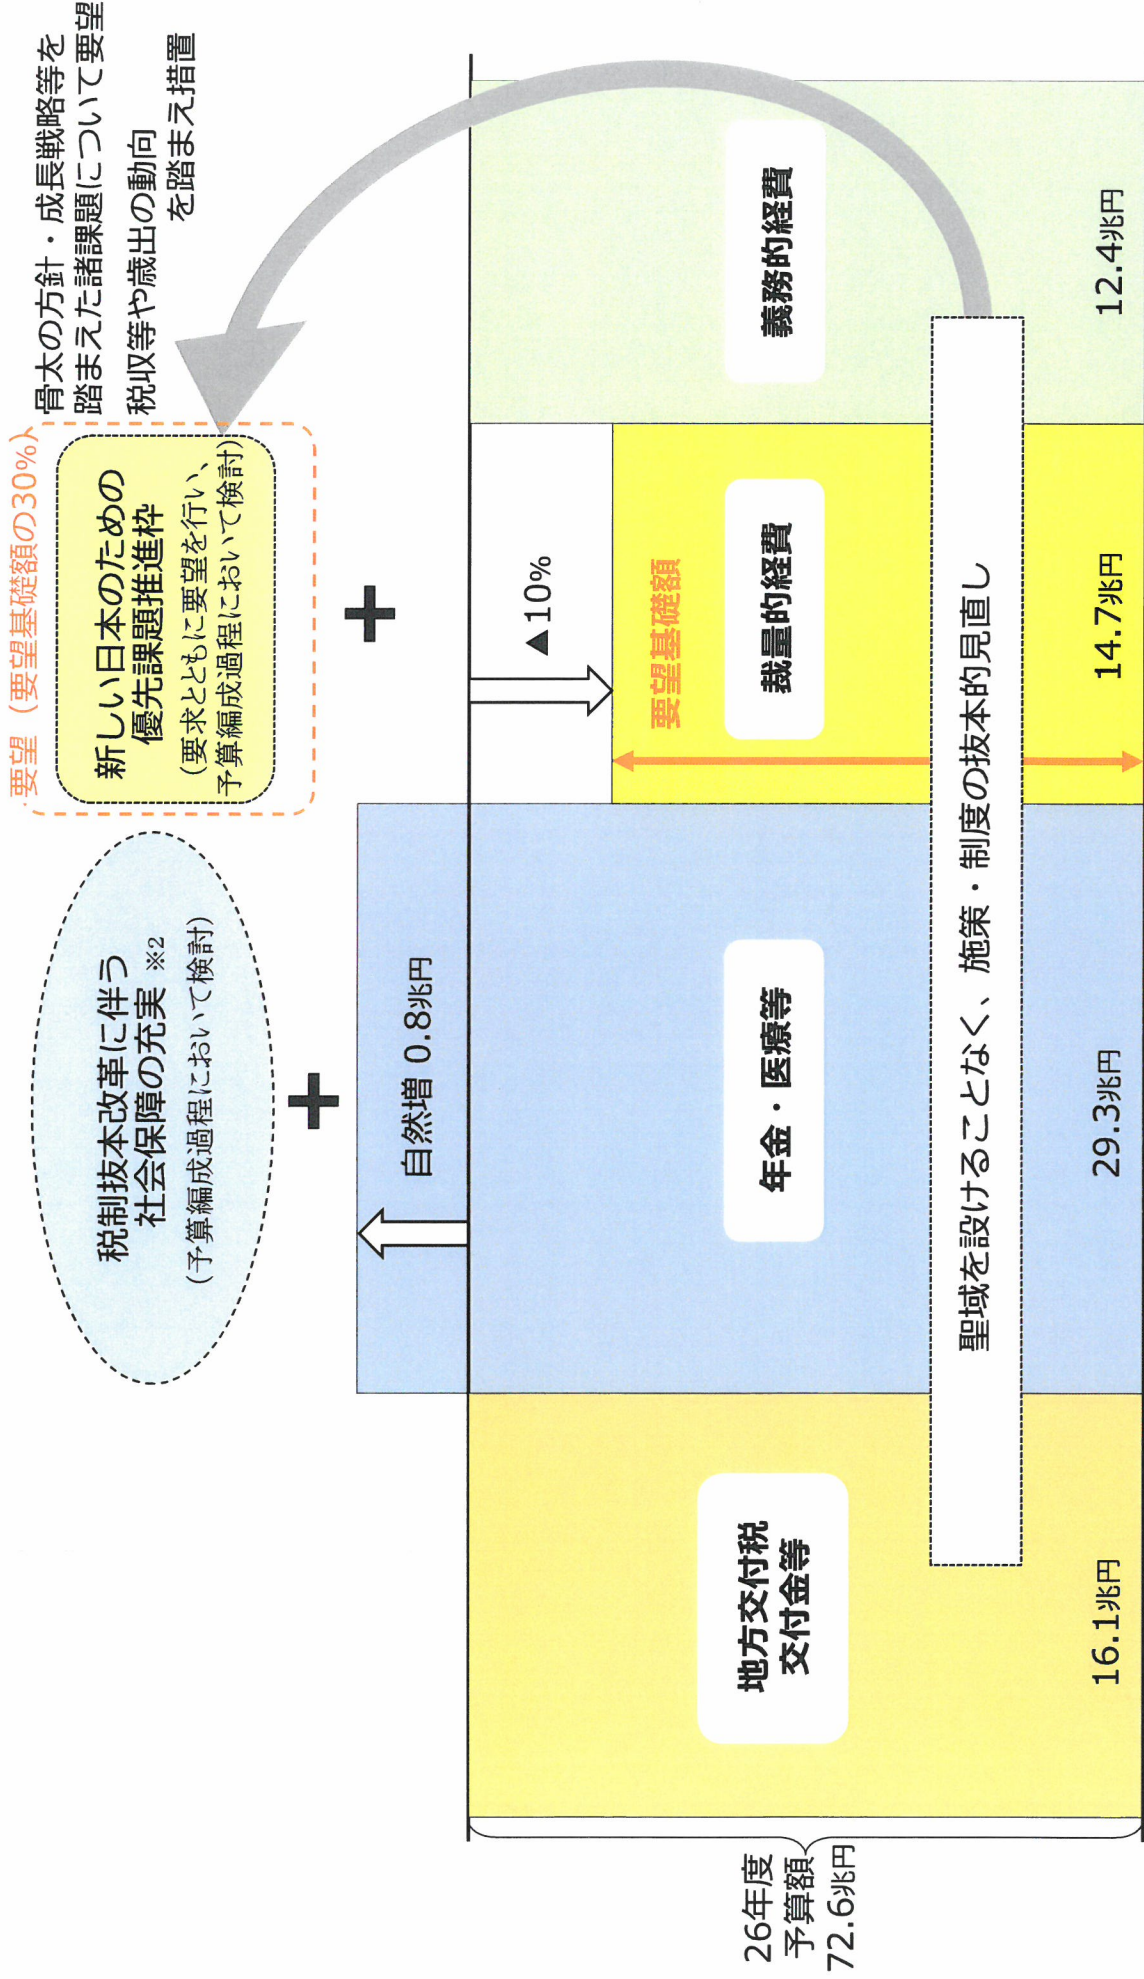 要望（要望基礎額の30%）
新しい日本のための
優先課題推進枠
（要求とともに要望を行い、
予算編成過程において検討）
骨太の方針・成長戦略等を
踏まえた諸課題について要望
税収等や歳出の動向
を踏まえ措置
税制抜本改革に伴う
社会保障の充実 ※2
（予算編成過程において検討）
+
+
自然増 0.8兆円
▲10%
要望基礎額
26年度
予算額
72.6兆円
地方交付税
交付金等
年金・医療等
裁量的経費
義務的経費
聖域を設けることなく、施策・制度の抜本的見直し
16.1兆円
29.3兆円
14.7兆円
12.4兆円